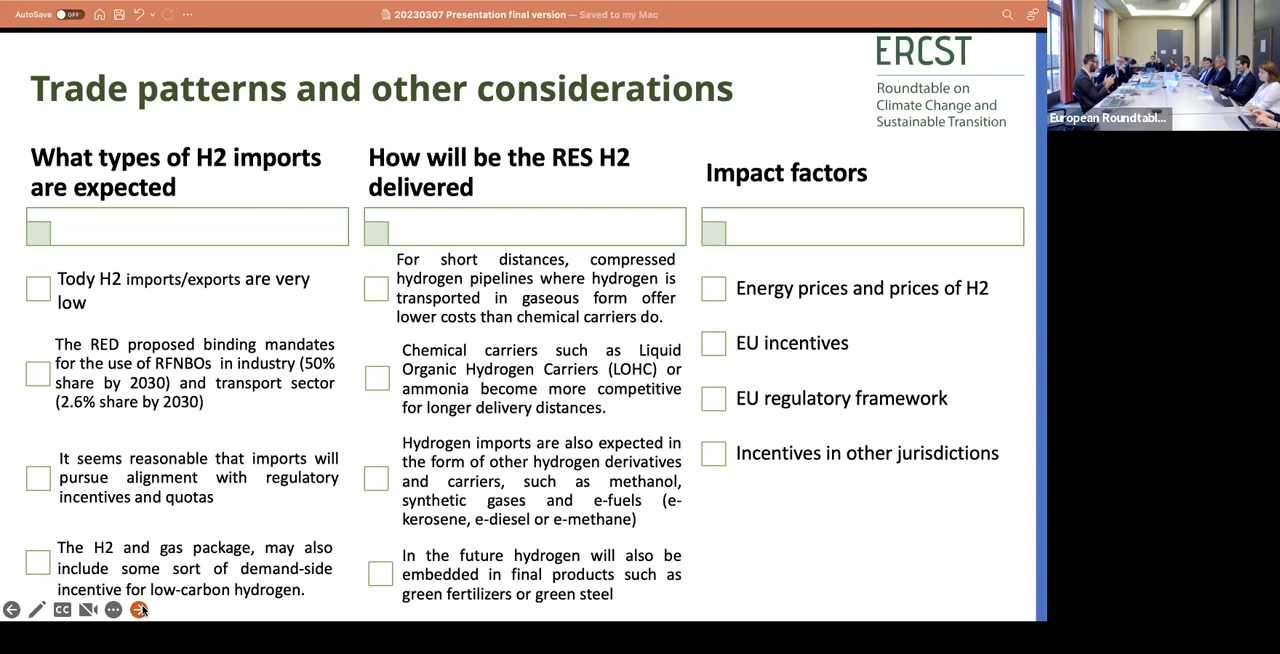 AutoSave OFF
20230307 Presentation final version — Saved to my Mac
ERCST
Roundtable on
Climate Change and
Sustainable Transition
European Roundtabl...
Trade patterns and other considerations
What types of H2 imports
are expected
Tody H2 imports/exports are very
low
The RED proposed binding mandates
for the use of RFNBOs in industry (50%
share by 2030) and transport sector
(2.6% share by 2030)
It seems reasonable that imports will
pursue alignment with regulatory
incentives and quotas
The H2 and gas package, may also
include some sort of demand-side
incentive for low-carbon hydrogen.
How will be the RES H2
delivered
For short distances, compressed
hydrogen pipelines where hydrogen is
transported in gaseous form offer
lower costs than chemical carriers do.
Chemical carriers such as Liquid
Organic Hydrogen Carriers (LOHC) or
ammonia become more competitive
for longer delivery distances.
Hydrogen imports are also expected in
the form of other hydrogen derivatives
and carriers, such as methanol,
synthetic gases and e-fuels (e-
kerosene, e-diesel or e-methane)
In the future hydrogen will also be
embedded in final products such as
green fertilizers or green steel
Impact factors
Energy prices and prices of H2
EU incentives
EU regulatory framework
Incentives in other jurisdictions
CC